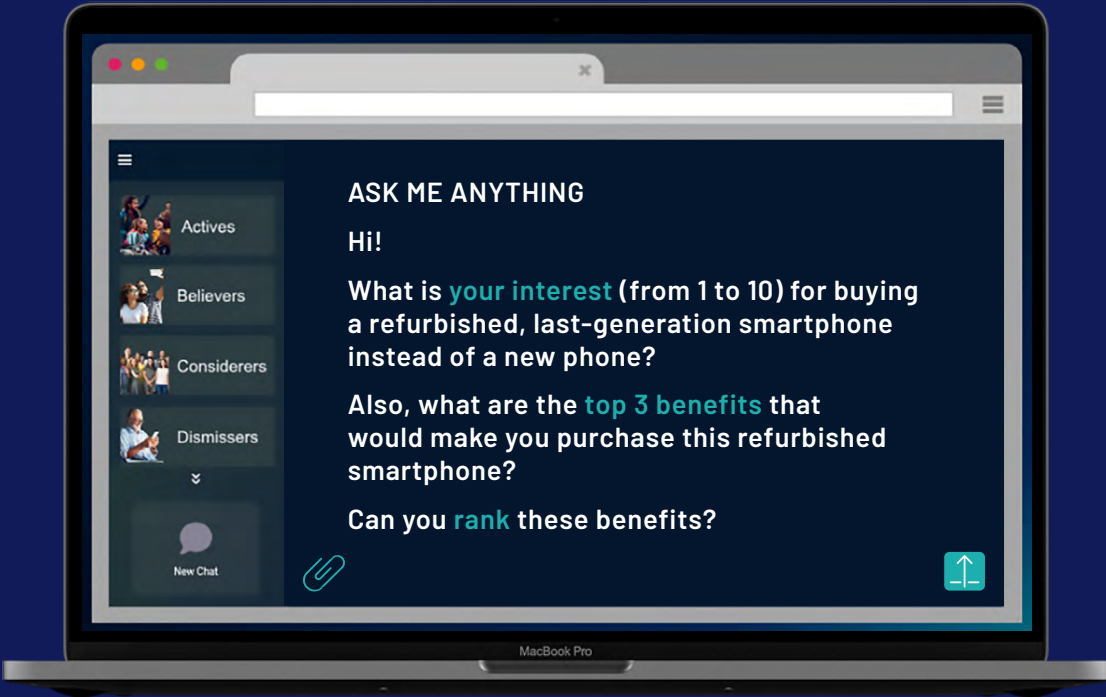 Actives
Believers
Considerers
Dismissers
New Chat
ASK ME ANYTHING
Hi!
What is your interest (from 1 to 10) for buying
a refurbished, last-generation smartphone
instead of a new phone?
Also, what are the top 3 benefits that
would make you purchase this refurbished
smartphone?
Can you rank these benefits?
MacBook Pro